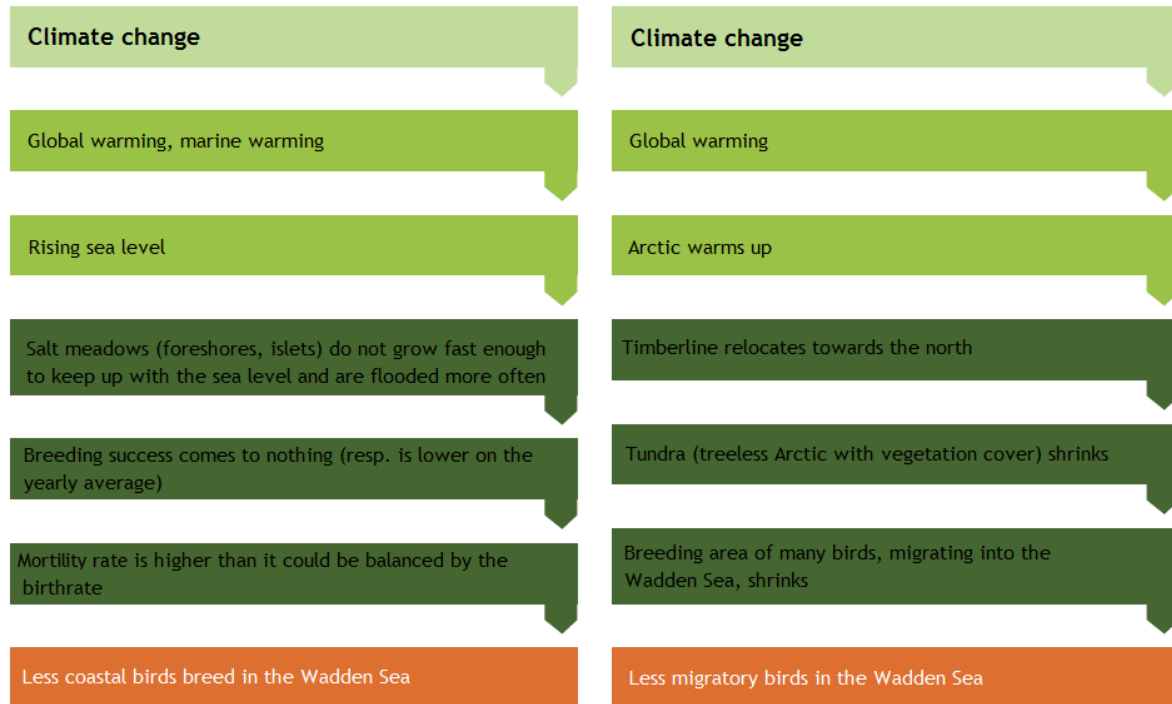 Climate change
Global warming, marine warming
Rising sea level
Salt meadows (foreshores, islets) do not grow fast enough
to keep up with the sea level and are flooded more often
Breeding success comes to nothing (resp. is lower on the
yearly average)
Mortility rate is higher than it could be balanced by the
birthrate
Less coastal birds breed in the Wadden Sea
Climate change
Global warming
Arctic warms up
Timberline relocates towards the north
Tundra (treeless Arctic with vegetation cover) shrinks
Breeding area of many birds, migrating into the
Wadden Sea, shrinks
Less migratory birds in the Wadden Sea